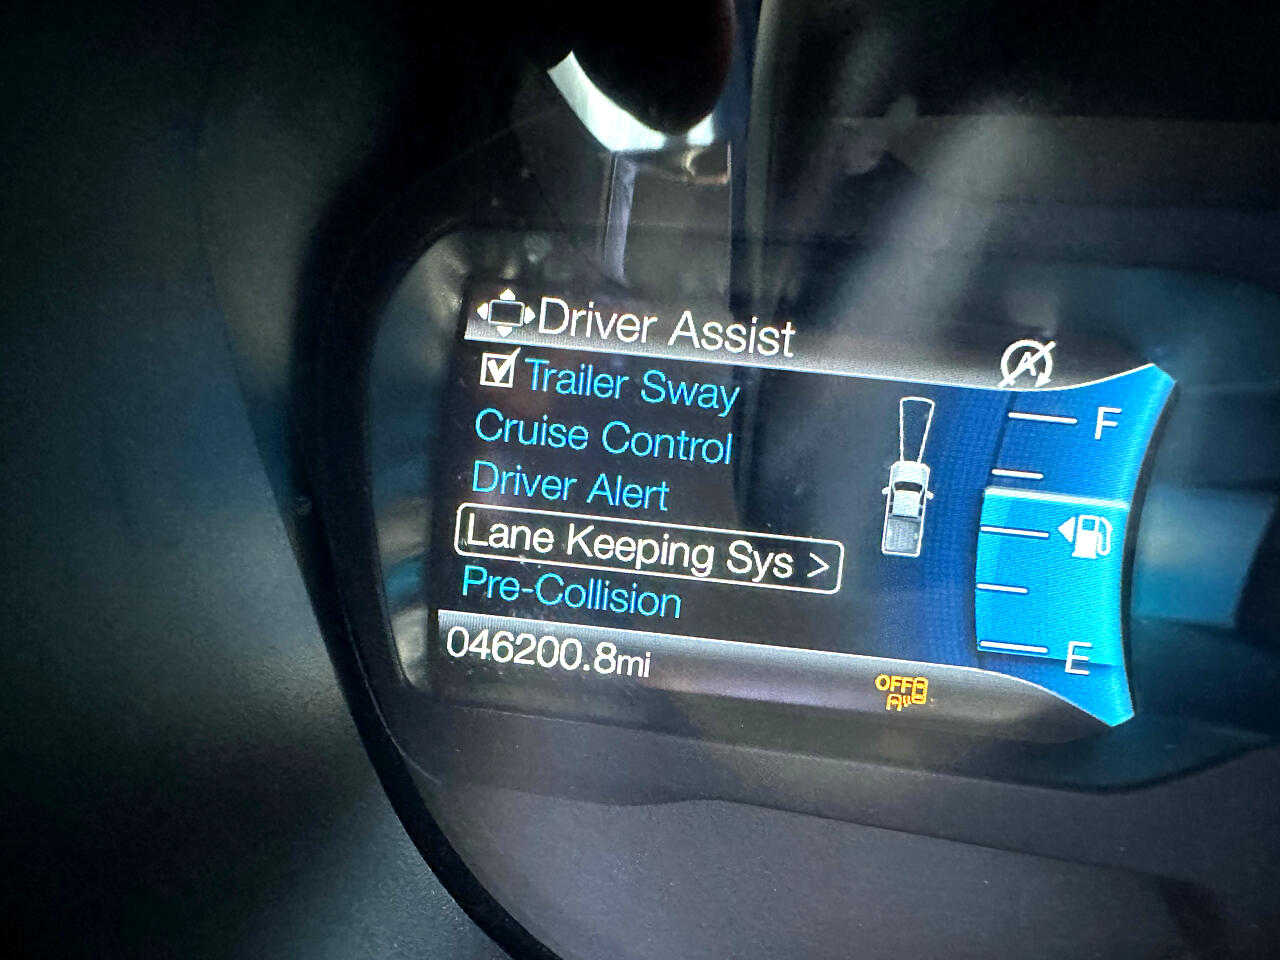 Driver Assist
Trailer Sway
Cruise Control
Driver Alert
Lane Keeping Sys >
Pre-Collision
046200.8mi
A
F
E
OFF